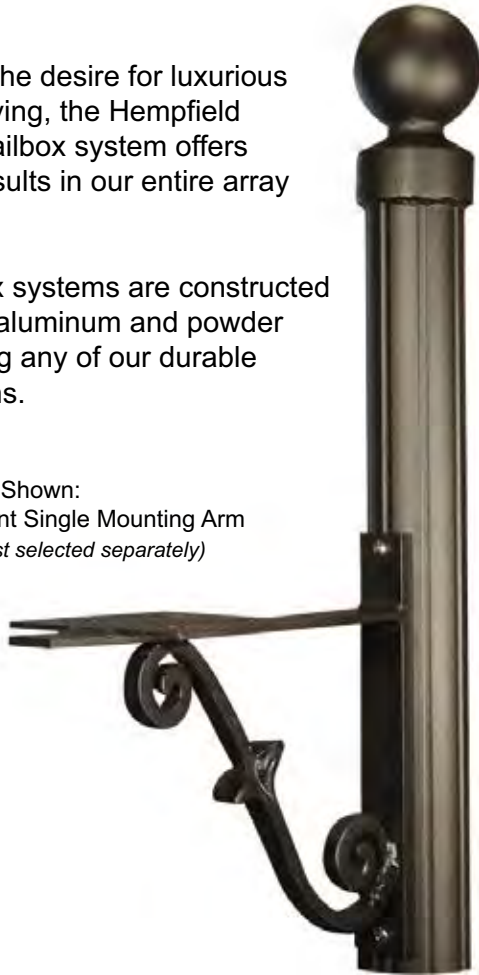 he desire for luxurious
ving, the Hempfield
ailbox system offers
sults in our entire array
x systems are constructed
aluminum and powder
g any of our durable
ns.
Shown:
nt Single Mounting Arm
st selected separately)